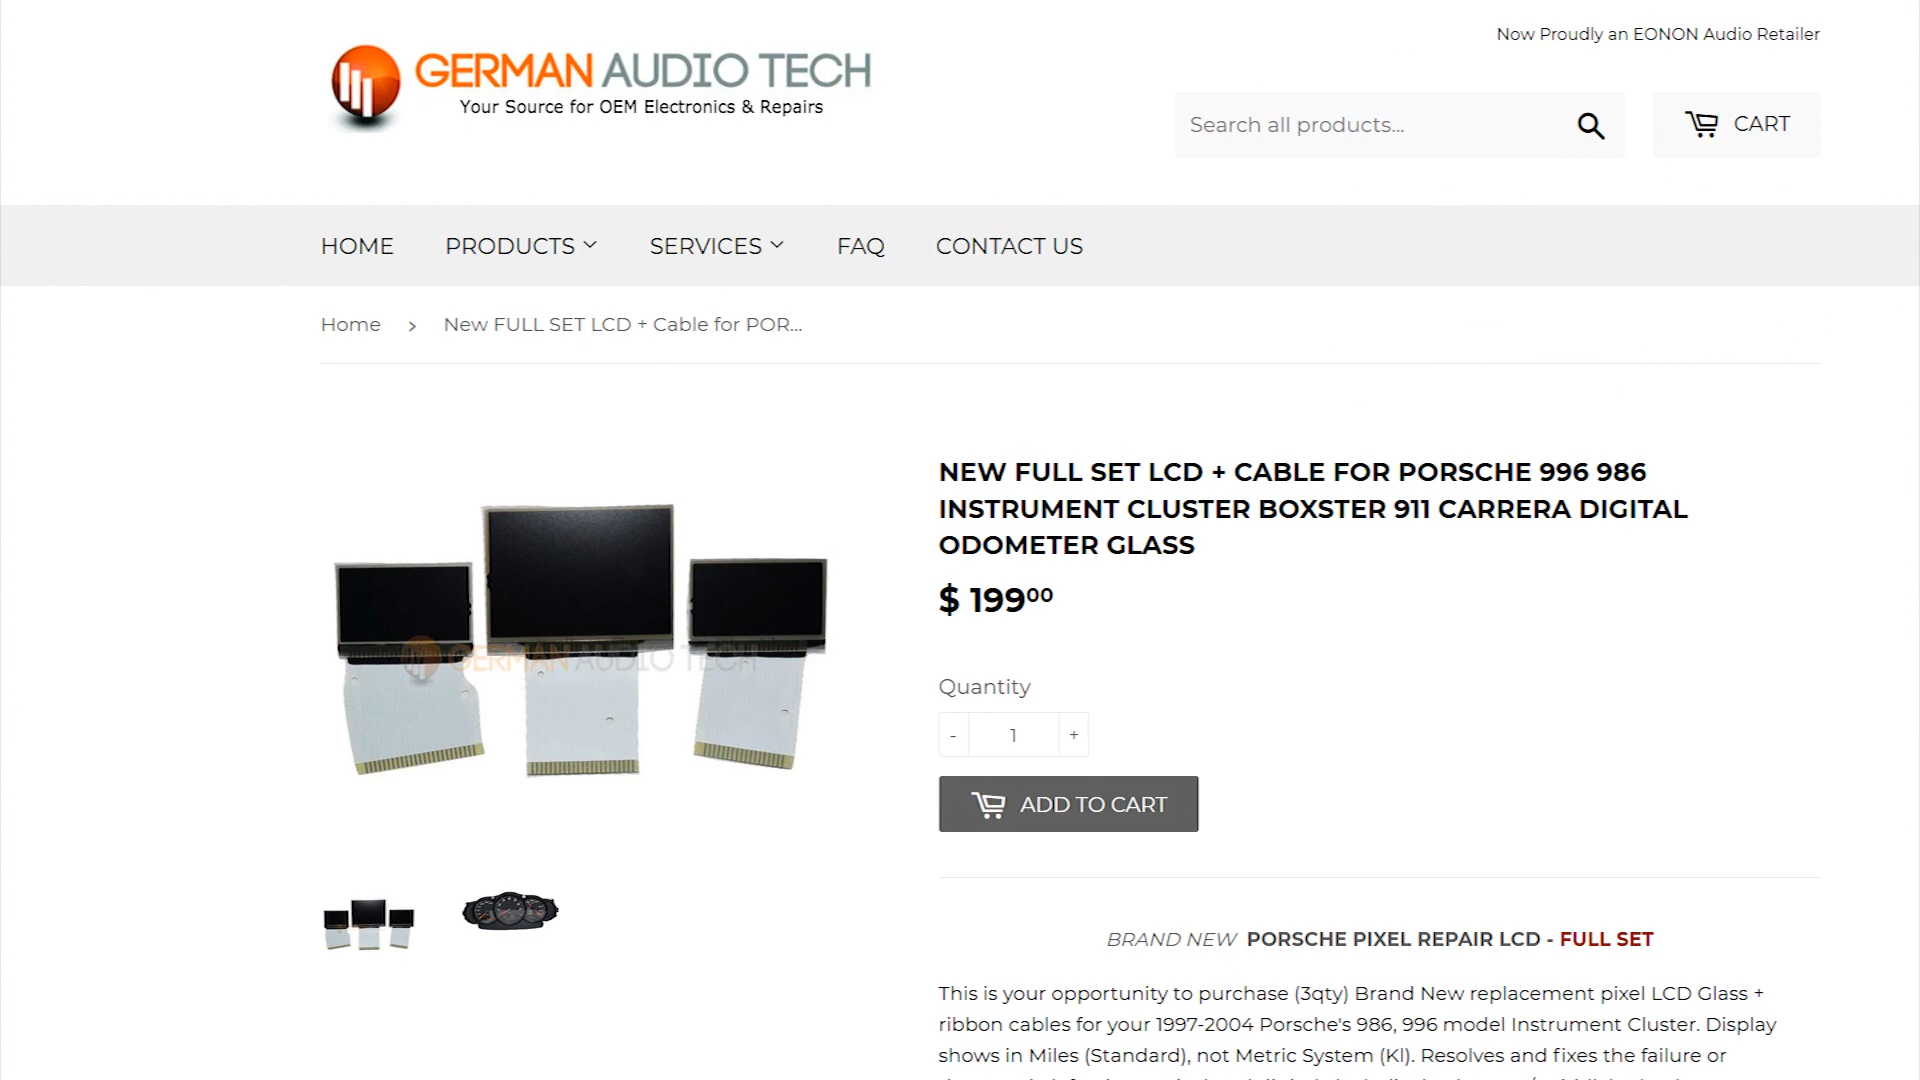 Now Proudly an EONON Audio Retailer
GERMAN AUDIO TECH
Your Source for OEM Electronics & Repairs
Search all products...
CART
HOME
PRODUCTS
SERVICES
FAQ
CONTACT US
Home › New FULL SET LCD + Cable for POR...
NEW FULL SET LCD + CABLE FOR PORSCHE 996 986
INSTRUMENT CLUSTER BOXSTER 911 CARRERA DIGITAL
ODOMETER GLASS
$ 199⁰⁰
GERMAN AUDIO TECH
Quantity
- 1 +
ADD TO CART
BRAND NEW PORSCHE PIXEL REPAIR LCD - FULL SET
This is your opportunity to purchase (3qty) Brand New replacement pixel LCD Glass +
ribbon cables for your 1997-2004 Porsche's 986, 996 model Instrument Cluster. Display
shows in Miles (Standard), not Metric System (Kl). Resolves and fixes the failure or